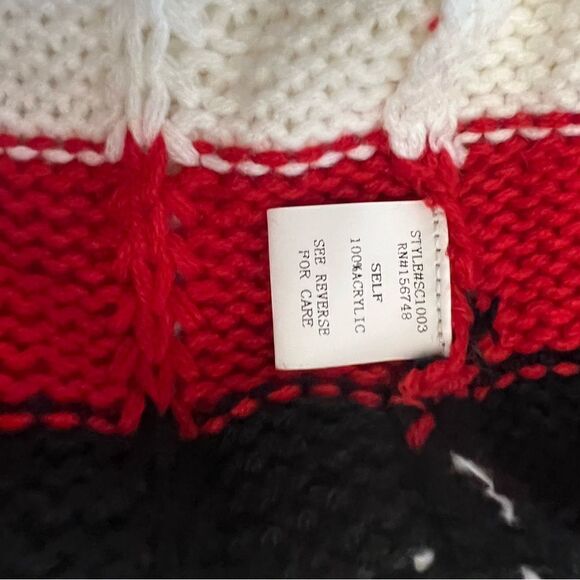 STYLE#SC1003
RN#156748
SELF
100%ACRYLIC
SEE REVERSE
FOR CARE